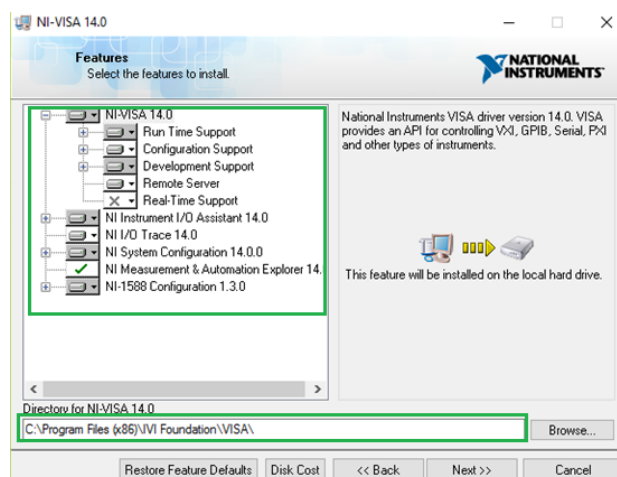 NI-VISA 14.0
Features
Select the features to install.
NATIONAL
INSTRUMENTS
NI-VISA 14.0
Run Time Support
Configuration Support
Development Support
Remote Server
Real-Time Support
NI Instrument I/O Assistant 14.0
NI I/O Trace 14.0
NI System Configuration 14.0.0
NI Measurement & Automation Explorer 14.
NI-1588 Configuration 1.3.0
National Instruments VISA driver version 14.0. VISA
provides an API for controlling VXI, GPIB, Serial, PXI
and other types of instruments.
This feature will be installed on the local hard drive.
Directory for NI-VISA 14.0
C:\Program Files (x86)\IVI Foundation\VISA\
Browse...
Restore Feature Defaults
Disk Cost
<< Back
Next >>
Cancel